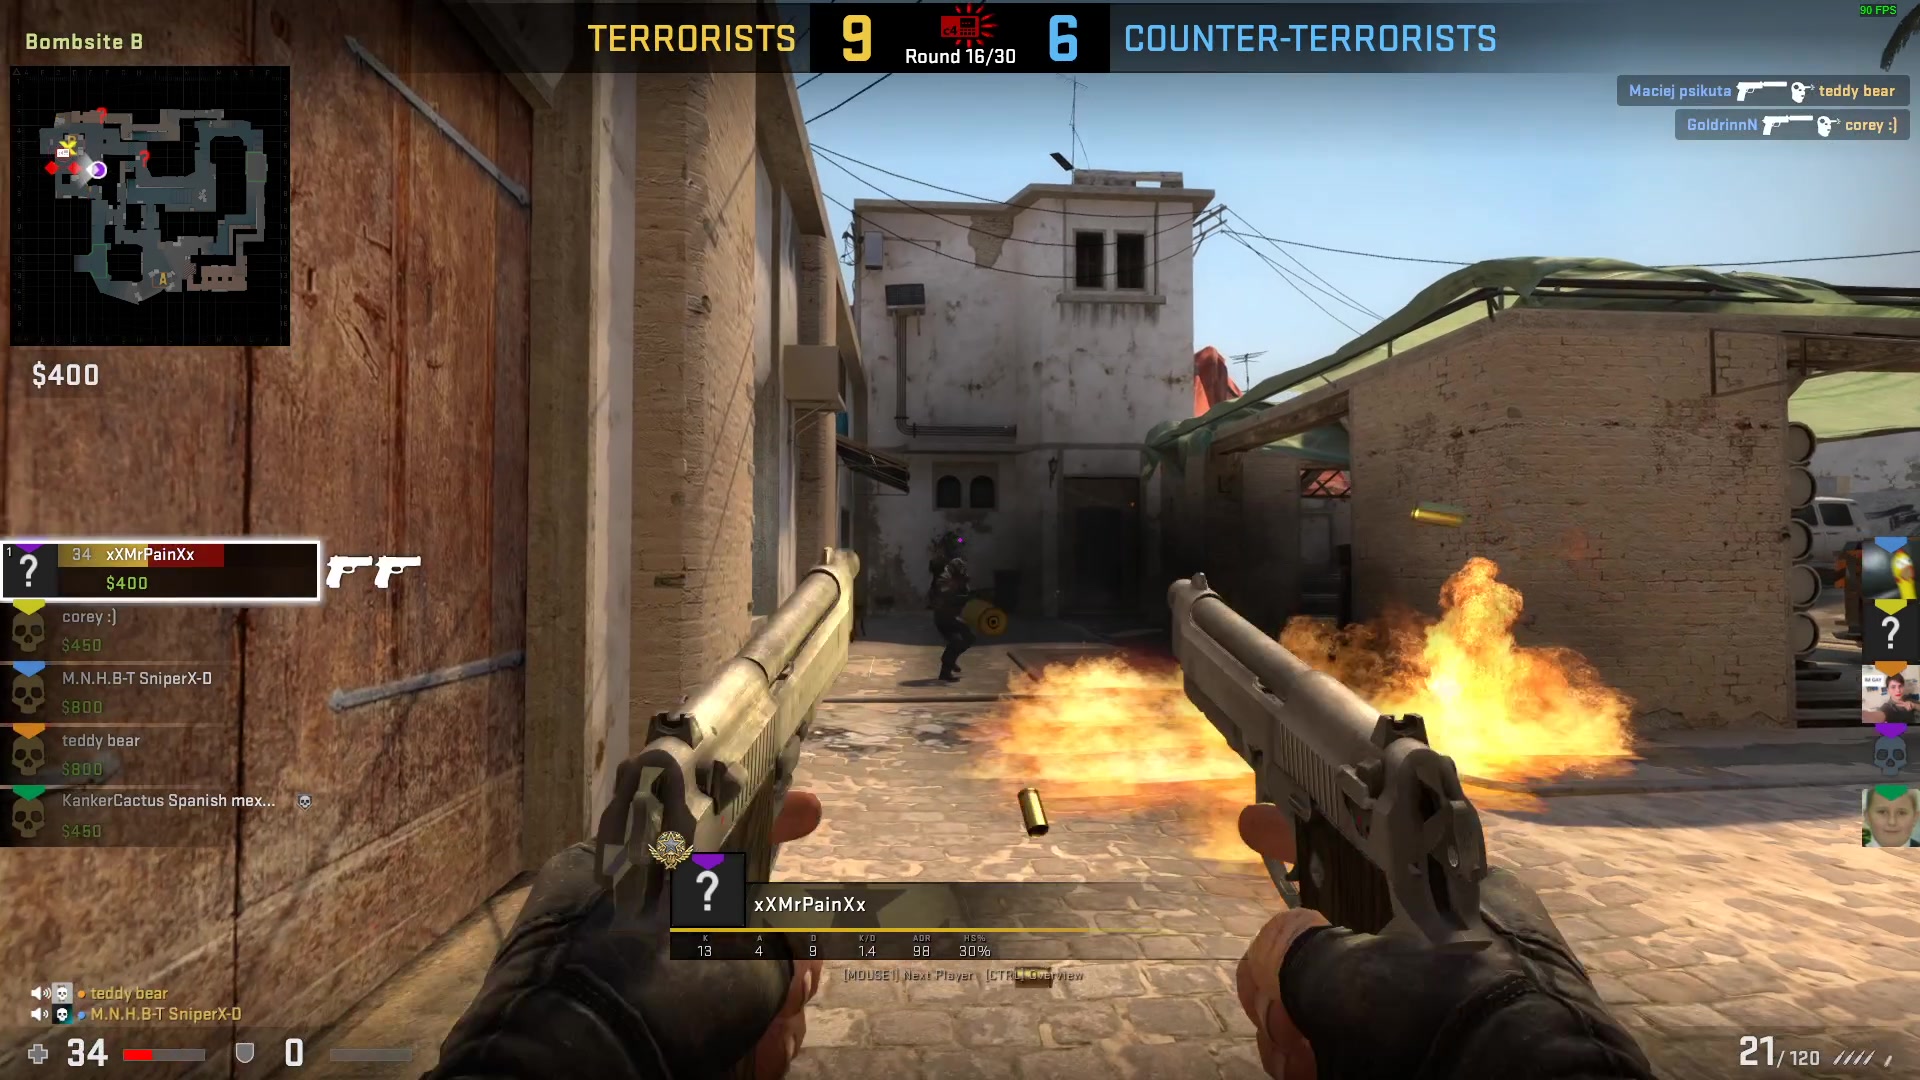 90 FPS
Bombsite B
TERRORISTS 9 Round 16/30 6 COUNTER-TERRORISTS
Maciej psikuta teddy bear
GoldrinnN corey :)
A
$400
1 ? 34 xXMrPainXx
$400
corey :)
$450
M.N.H.B-T SniperX-D
$800
teddy bear
$800
KankerCactus Spanish mex...
$450
?
? xXMrPainXx
K A D K/D ADR HS%
13 4 9 1.4 98 30%
[MOUSE1] Next Player [CTRL] Overview
teddy bear
M.N.H.B-T SniperX-D
34 0
21 / 120